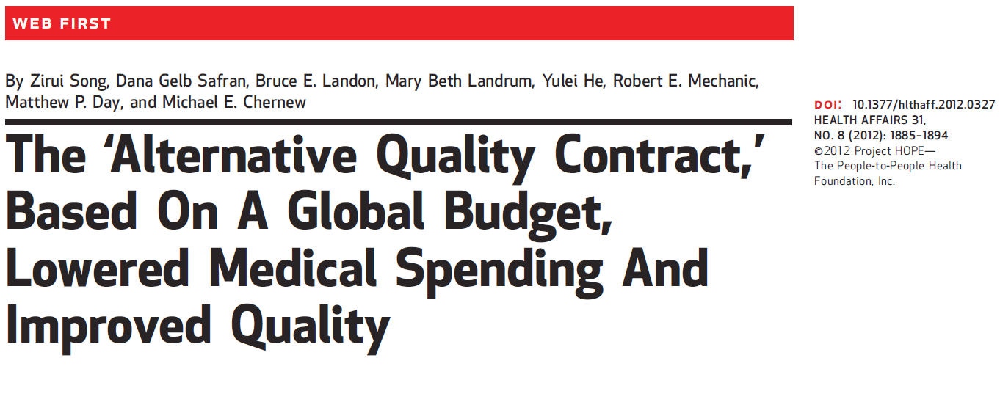 WEB FIRST
By Zirui Song, Dana Gelb Safran, Bruce E. Landon, Mary Beth Landrum, Yulei He, Robert E. Mechanic,
Matthew P. Day, and Michael E. Chernew
The ‘Alternative Quality Contract,’
Based On A Global Budget,
Lowered Medical Spending And
Improved Quality
DOI: 10.1377/hlthaff.2012.0327
HEALTH AFFAIRS 31,
NO. 8 (2012): 1885–1894
©2012 Project HOPE—
The People-to-People Health
Foundation, Inc.